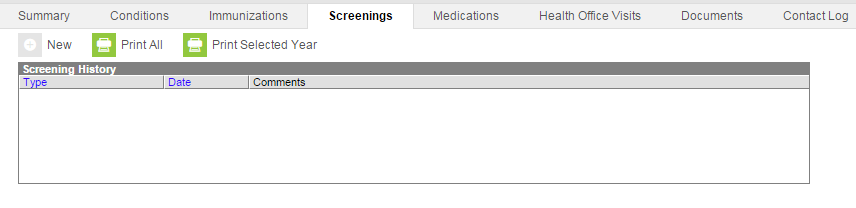 Summary Conditions Immunizations Screenings Medications Health Office Visits Documents Contact Log
New Print All Print Selected Year
Screening History
Type Date Comments